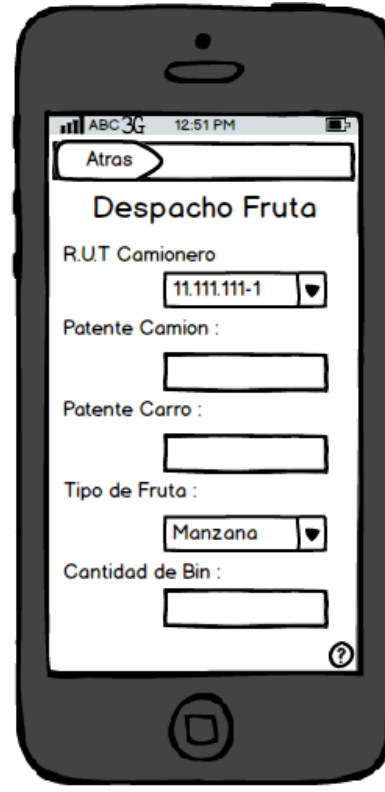 ABC 3G 12:51 PM
Atras
Despacho Fruta
R.U.T Camionero
11.111.111-1
Patente Camion :
Patente Carro :
Tipo de Fruta :
Manzana
Cantidad de Bin :
?